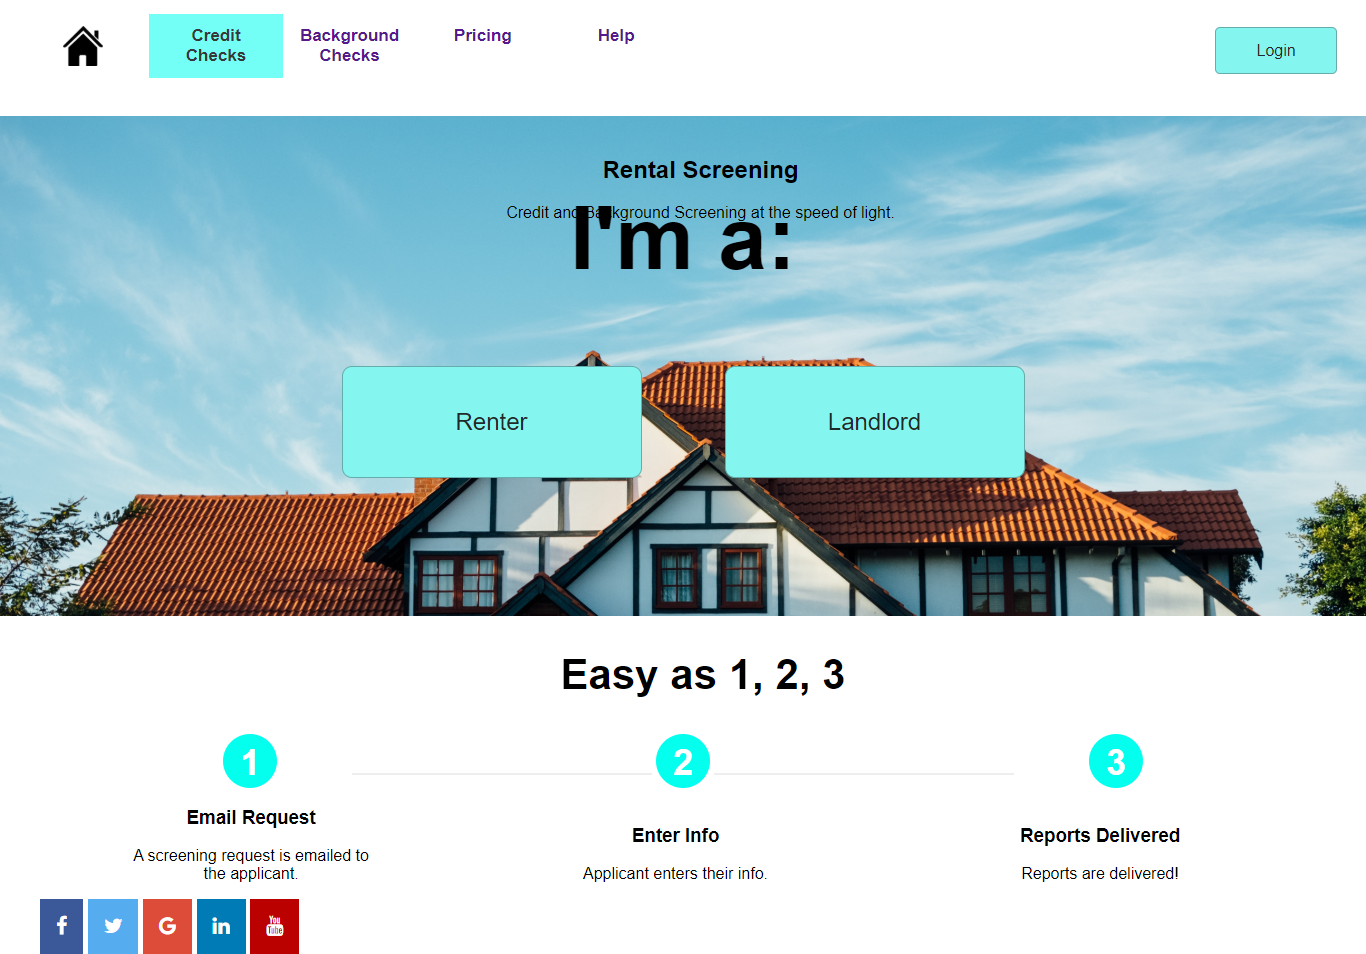 Credit
Checks
Background
Checks
Pricing
Help
Login
Rental Screening
Credit and Background Screening at the speed of light.
I'm a:
Renter
Landlord
Easy as 1, 2, 3
1
2
3
Email Request
A screening request is emailed to
the applicant.
Enter Info
Applicant enters their info.
Reports Delivered
Reports are delivered!
f
G
in
You
Tube